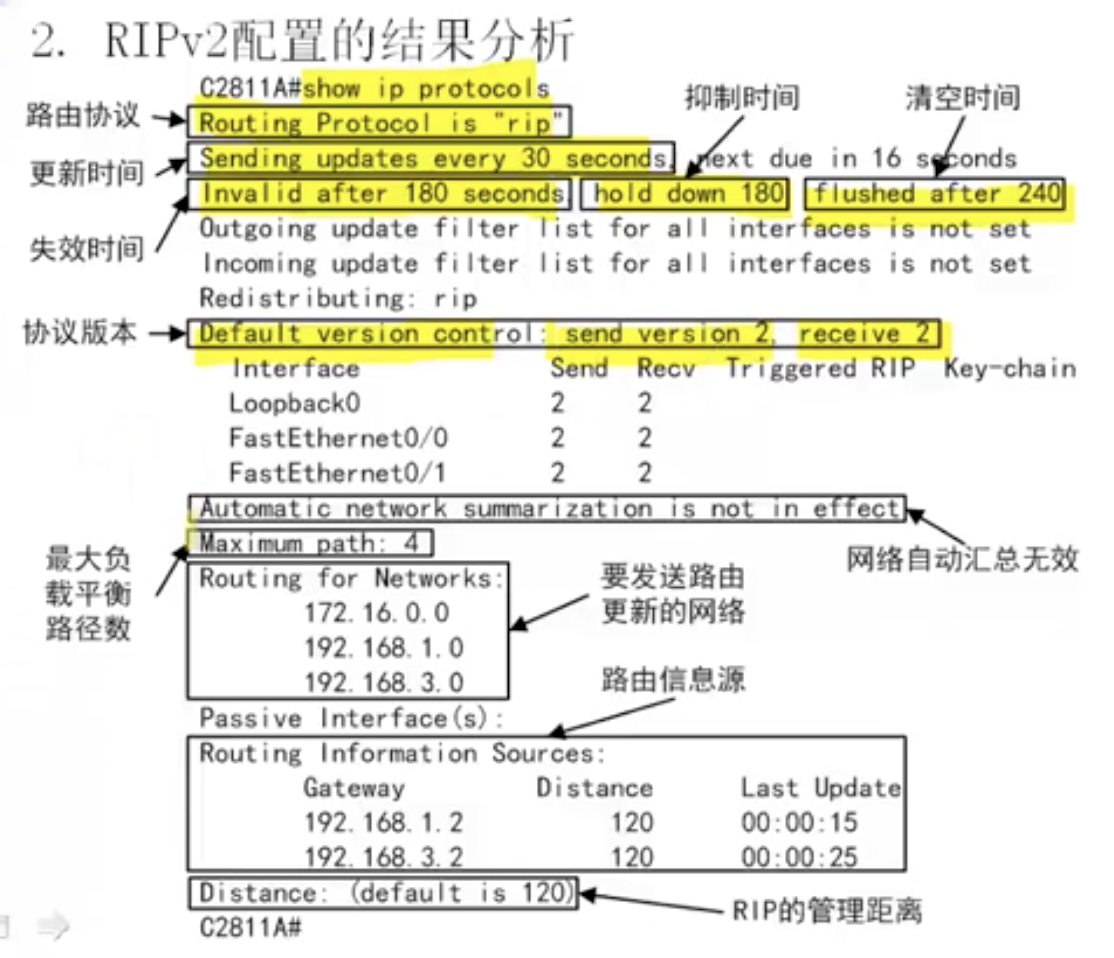 2. RIPv2配置的结果分析
C2811A#show ip protocols
抑制时间
清空时间
路由协议
Routing Protocol is "rip"
更新时间
Sending updates every 30 seconds, next due in 16 seconds
Invalid after 180 seconds, hold down 180, flushed after 240
失效时间
Outgoing update filter list for all interfaces is not set
Incoming update filter list for all interfaces is not set
Redistributing: rip
协议版本
Default version control: send version 2, receive 2
Interface Send Recv Triggered RIP Key-chain
Loopback0 2 2
FastEthernet0/0 2 2
FastEthernet0/1 2 2
Automatic network summarization is not in effect
网络自动汇总无效
Maximum path: 4
最大负
载平衡
路径数
Routing for Networks:
172.16.0.0
192.168.1.0
192.168.3.0
要发送路由
更新的网络
路由信息源
Passive Interface(s):
Routing Information Sources:
Gateway Distance Last Update
192.168.1.2 120 00:00:15
192.168.3.2 120 00:00:25
Distance: (default is 120)
RIP的管理距离
C2811A#